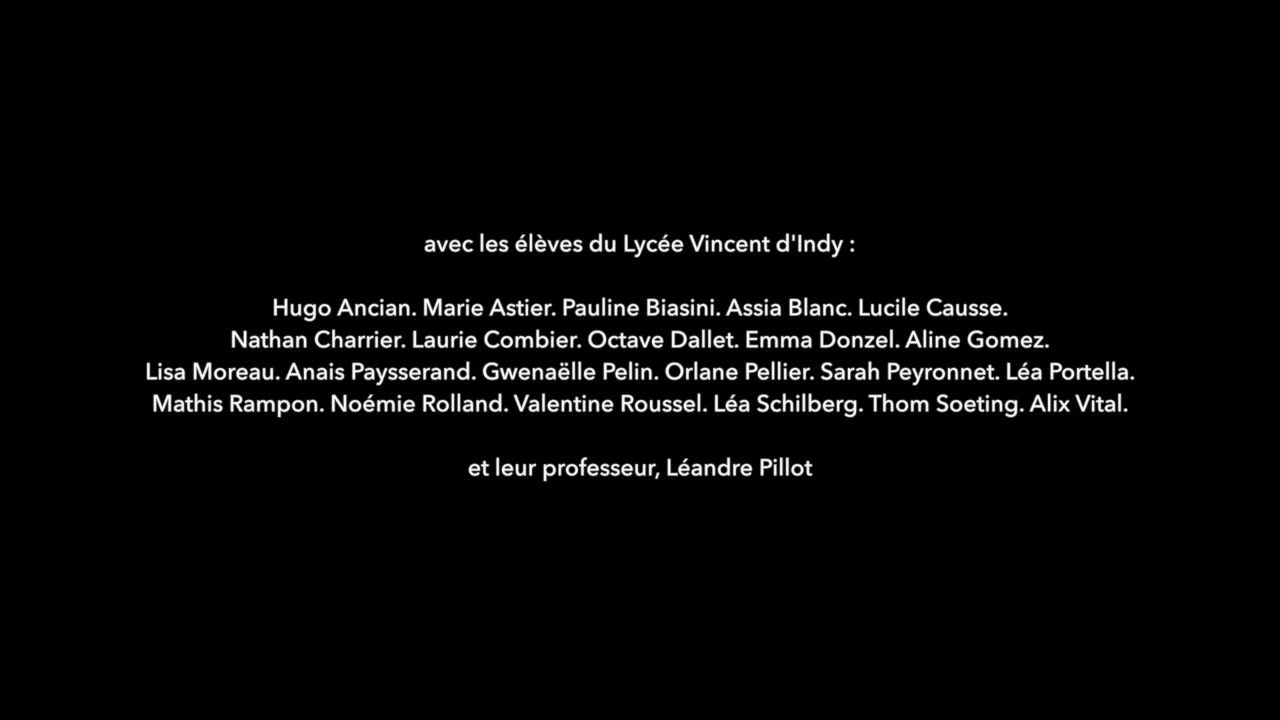 avec les élèves du Lycée Vincent d'Indy :
Hugo Ancian. Marie Astier. Pauline Biasini. Assia Blanc. Lucile Causse.
Nathan Charrier. Laurie Combier. Octave Dallet. Emma Donzel. Aline Gomez.
Lisa Moreau. Anais Paysserand. Gwenaëlle Pelin. Orlane Pellier. Sarah Peyronnet. Léa Portella.
Mathis Rampon. Noémie Rolland. Valentine Roussel. Léa Schilberg. Thom Soeting. Alix Vital.
et leur professeur, Léandre Pillot